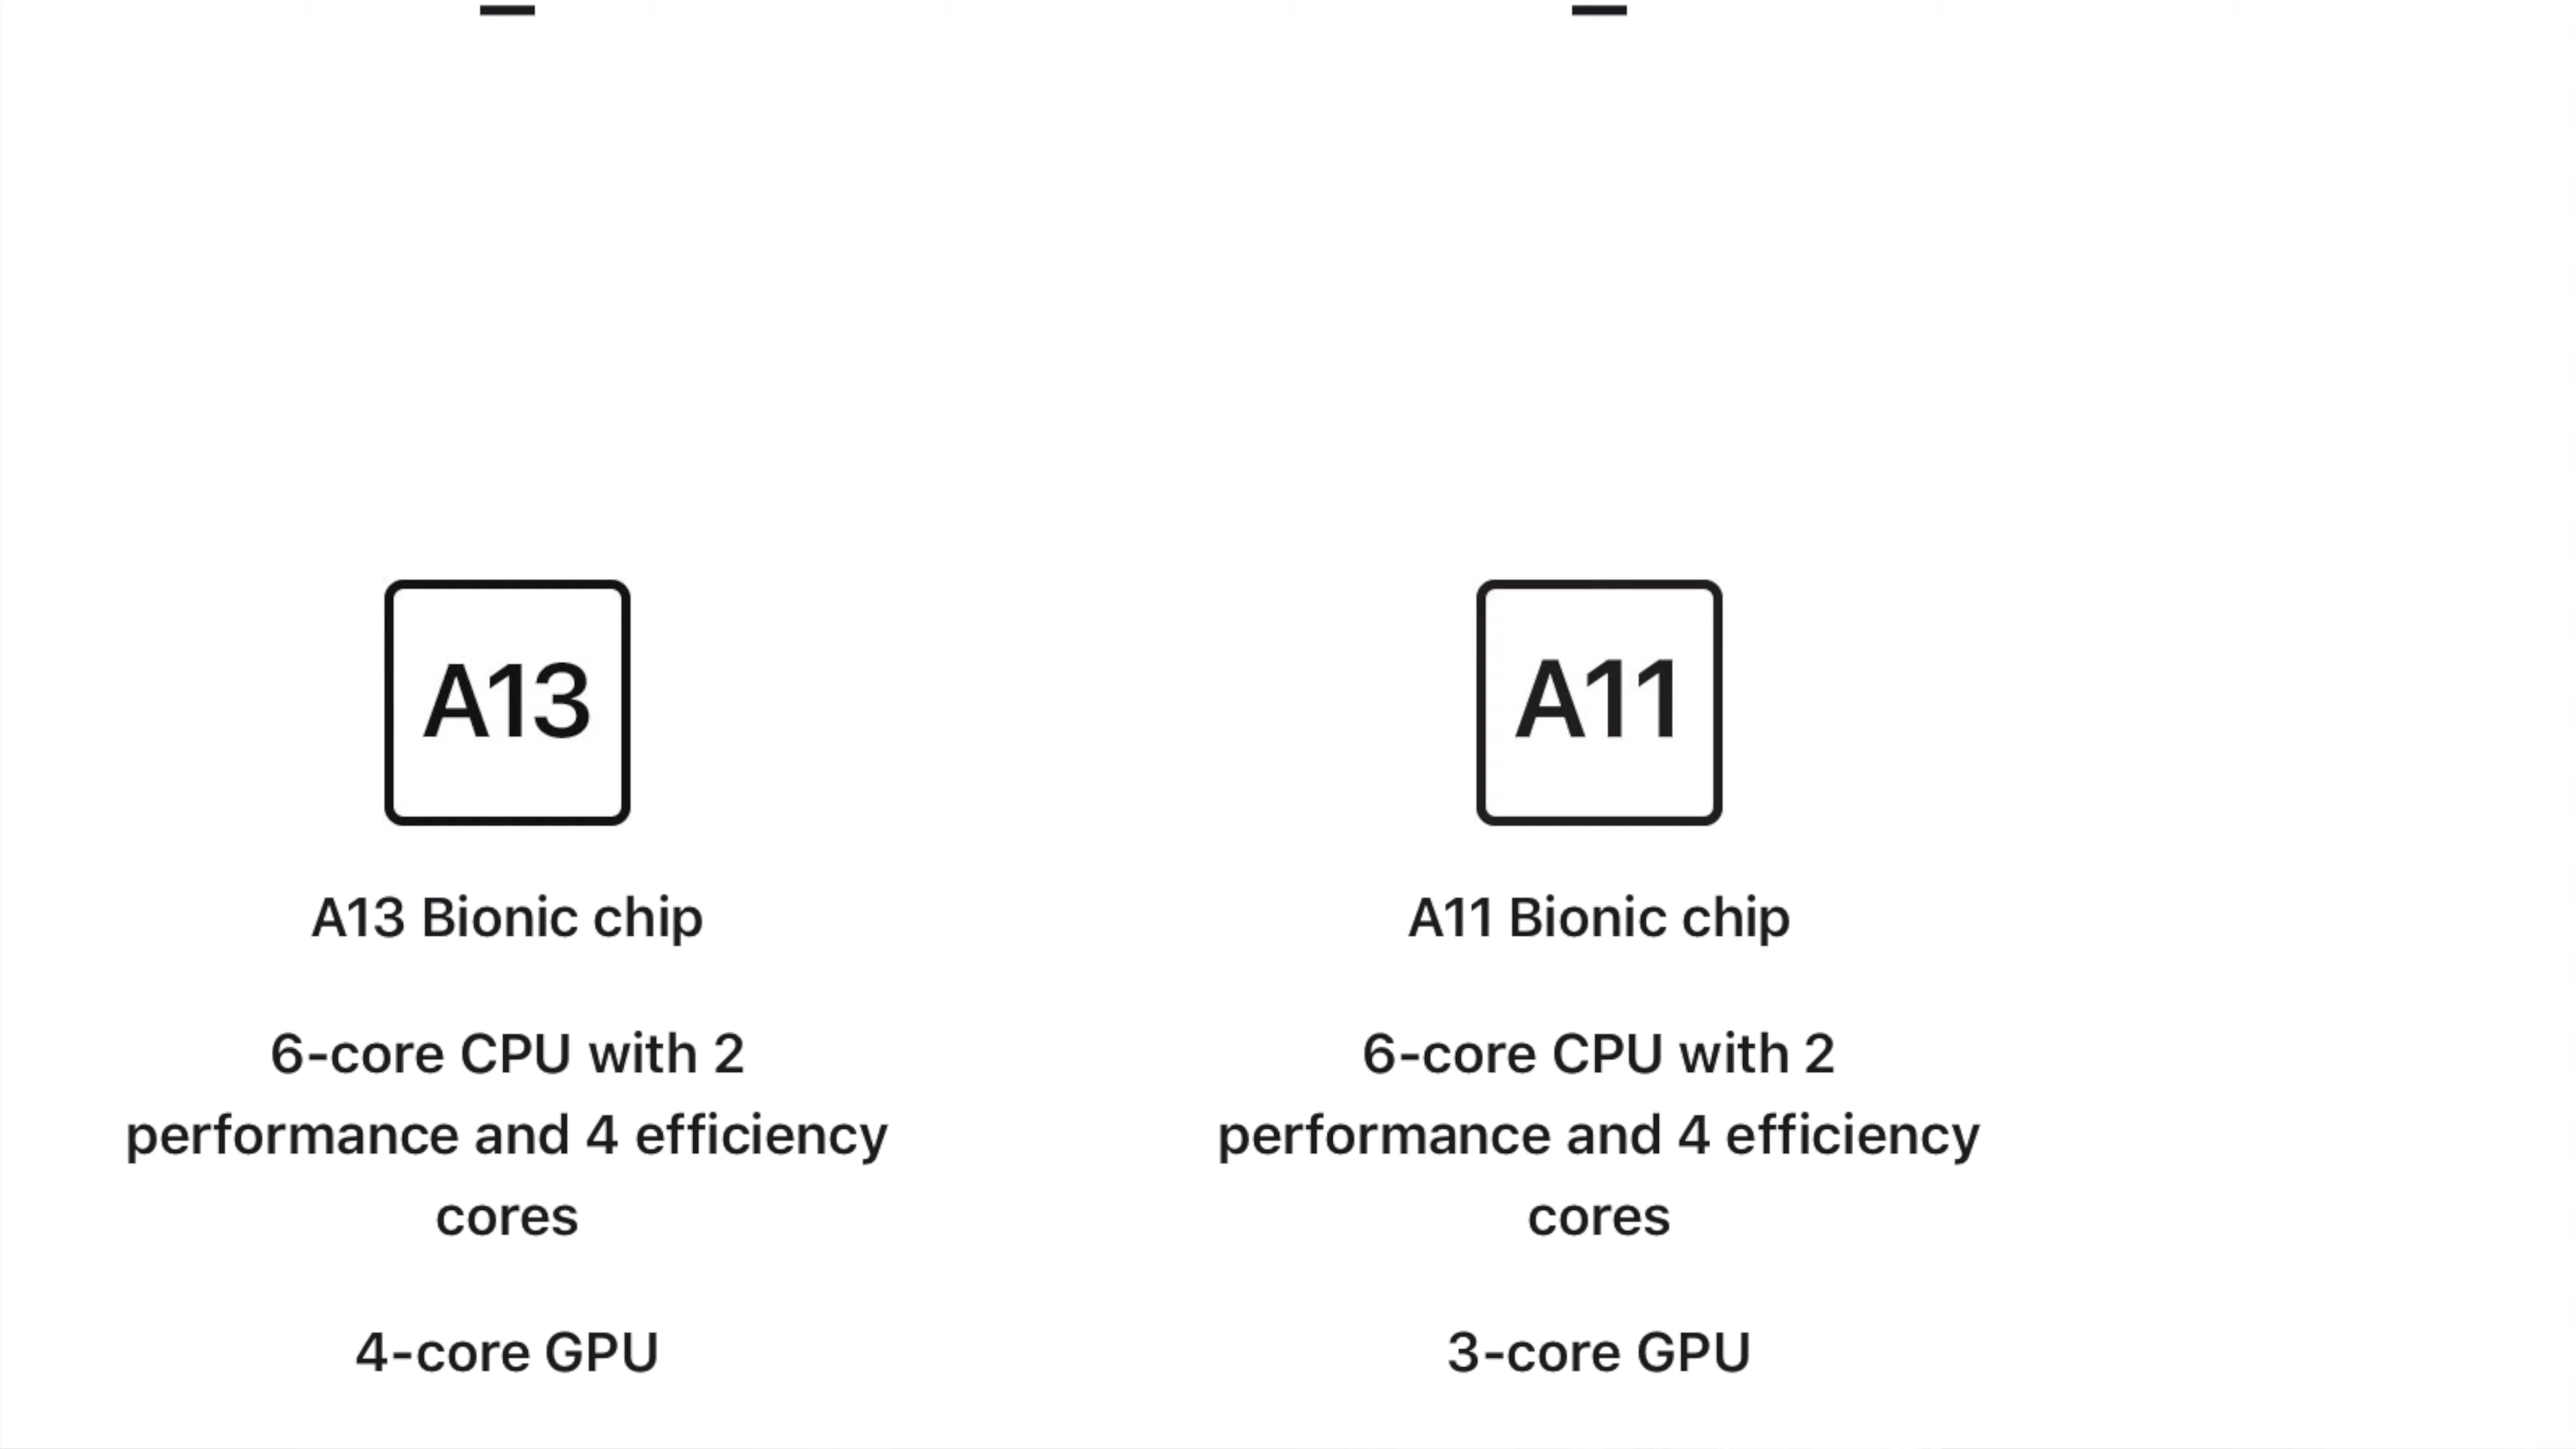 A13
A13 Bionic chip
6-core CPU with 2
performance and 4 efficiency
cores
4-core GPU
A11
A11 Bionic chip
6-core CPU with 2
performance and 4 efficiency
cores
3-core GPU